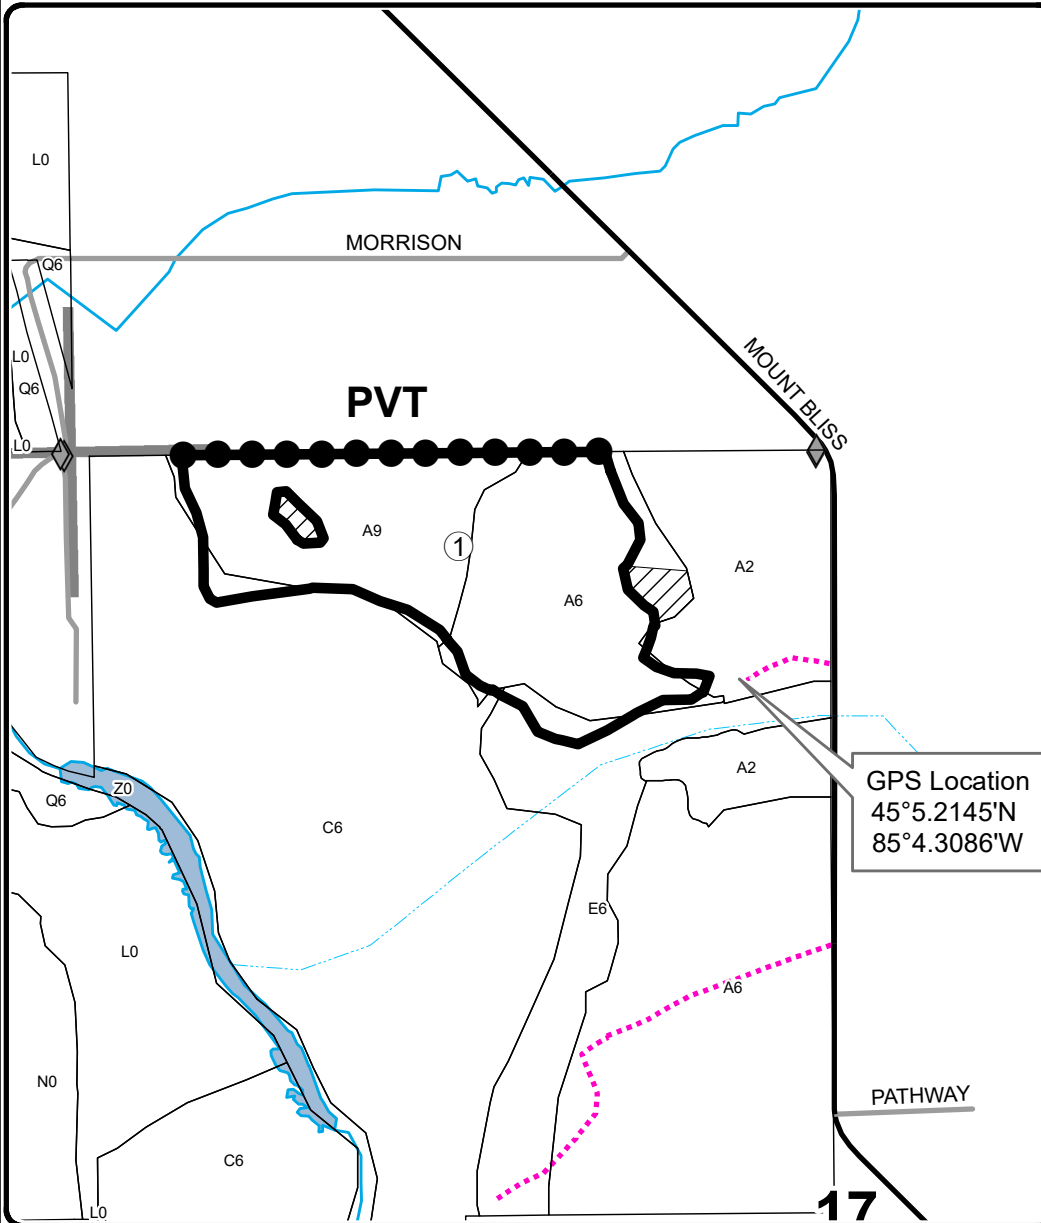 L0
MORRISON
Q6
L0
Q6
MOUNT BLISS
PVT
L0
A9
1
A2
A6
GPS Location
45°5.2145'N
85°4.3086'W
A2
Z0
Q6
C6
E6
L0
A6
N0
PATHWAY
C6
17
L0